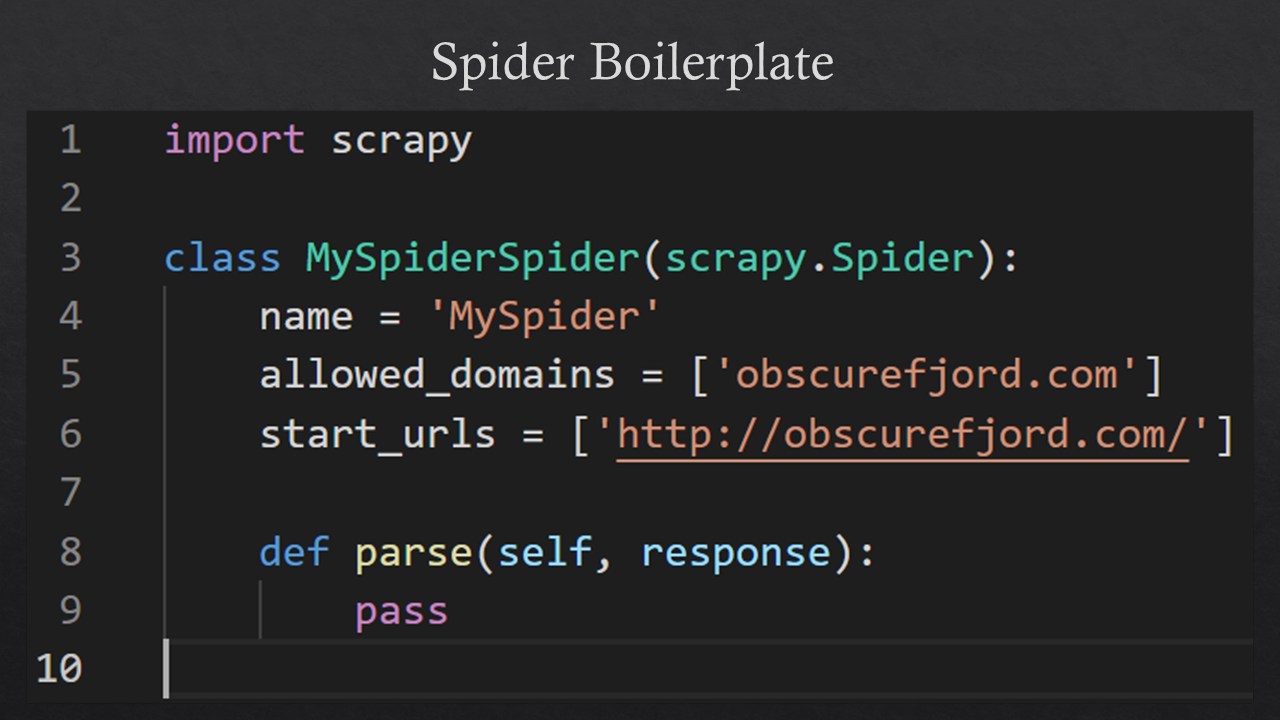 Spider Boilerplate
1 import scrapy
2
3 class MySpiderSpider(scrapy.Spider):
4     name = 'MySpider'
5     allowed_domains = ['obscurefjord.com']
6     start_urls = ['http://obscurefjord.com/']
7
8     def parse(self, response):
9         pass
10